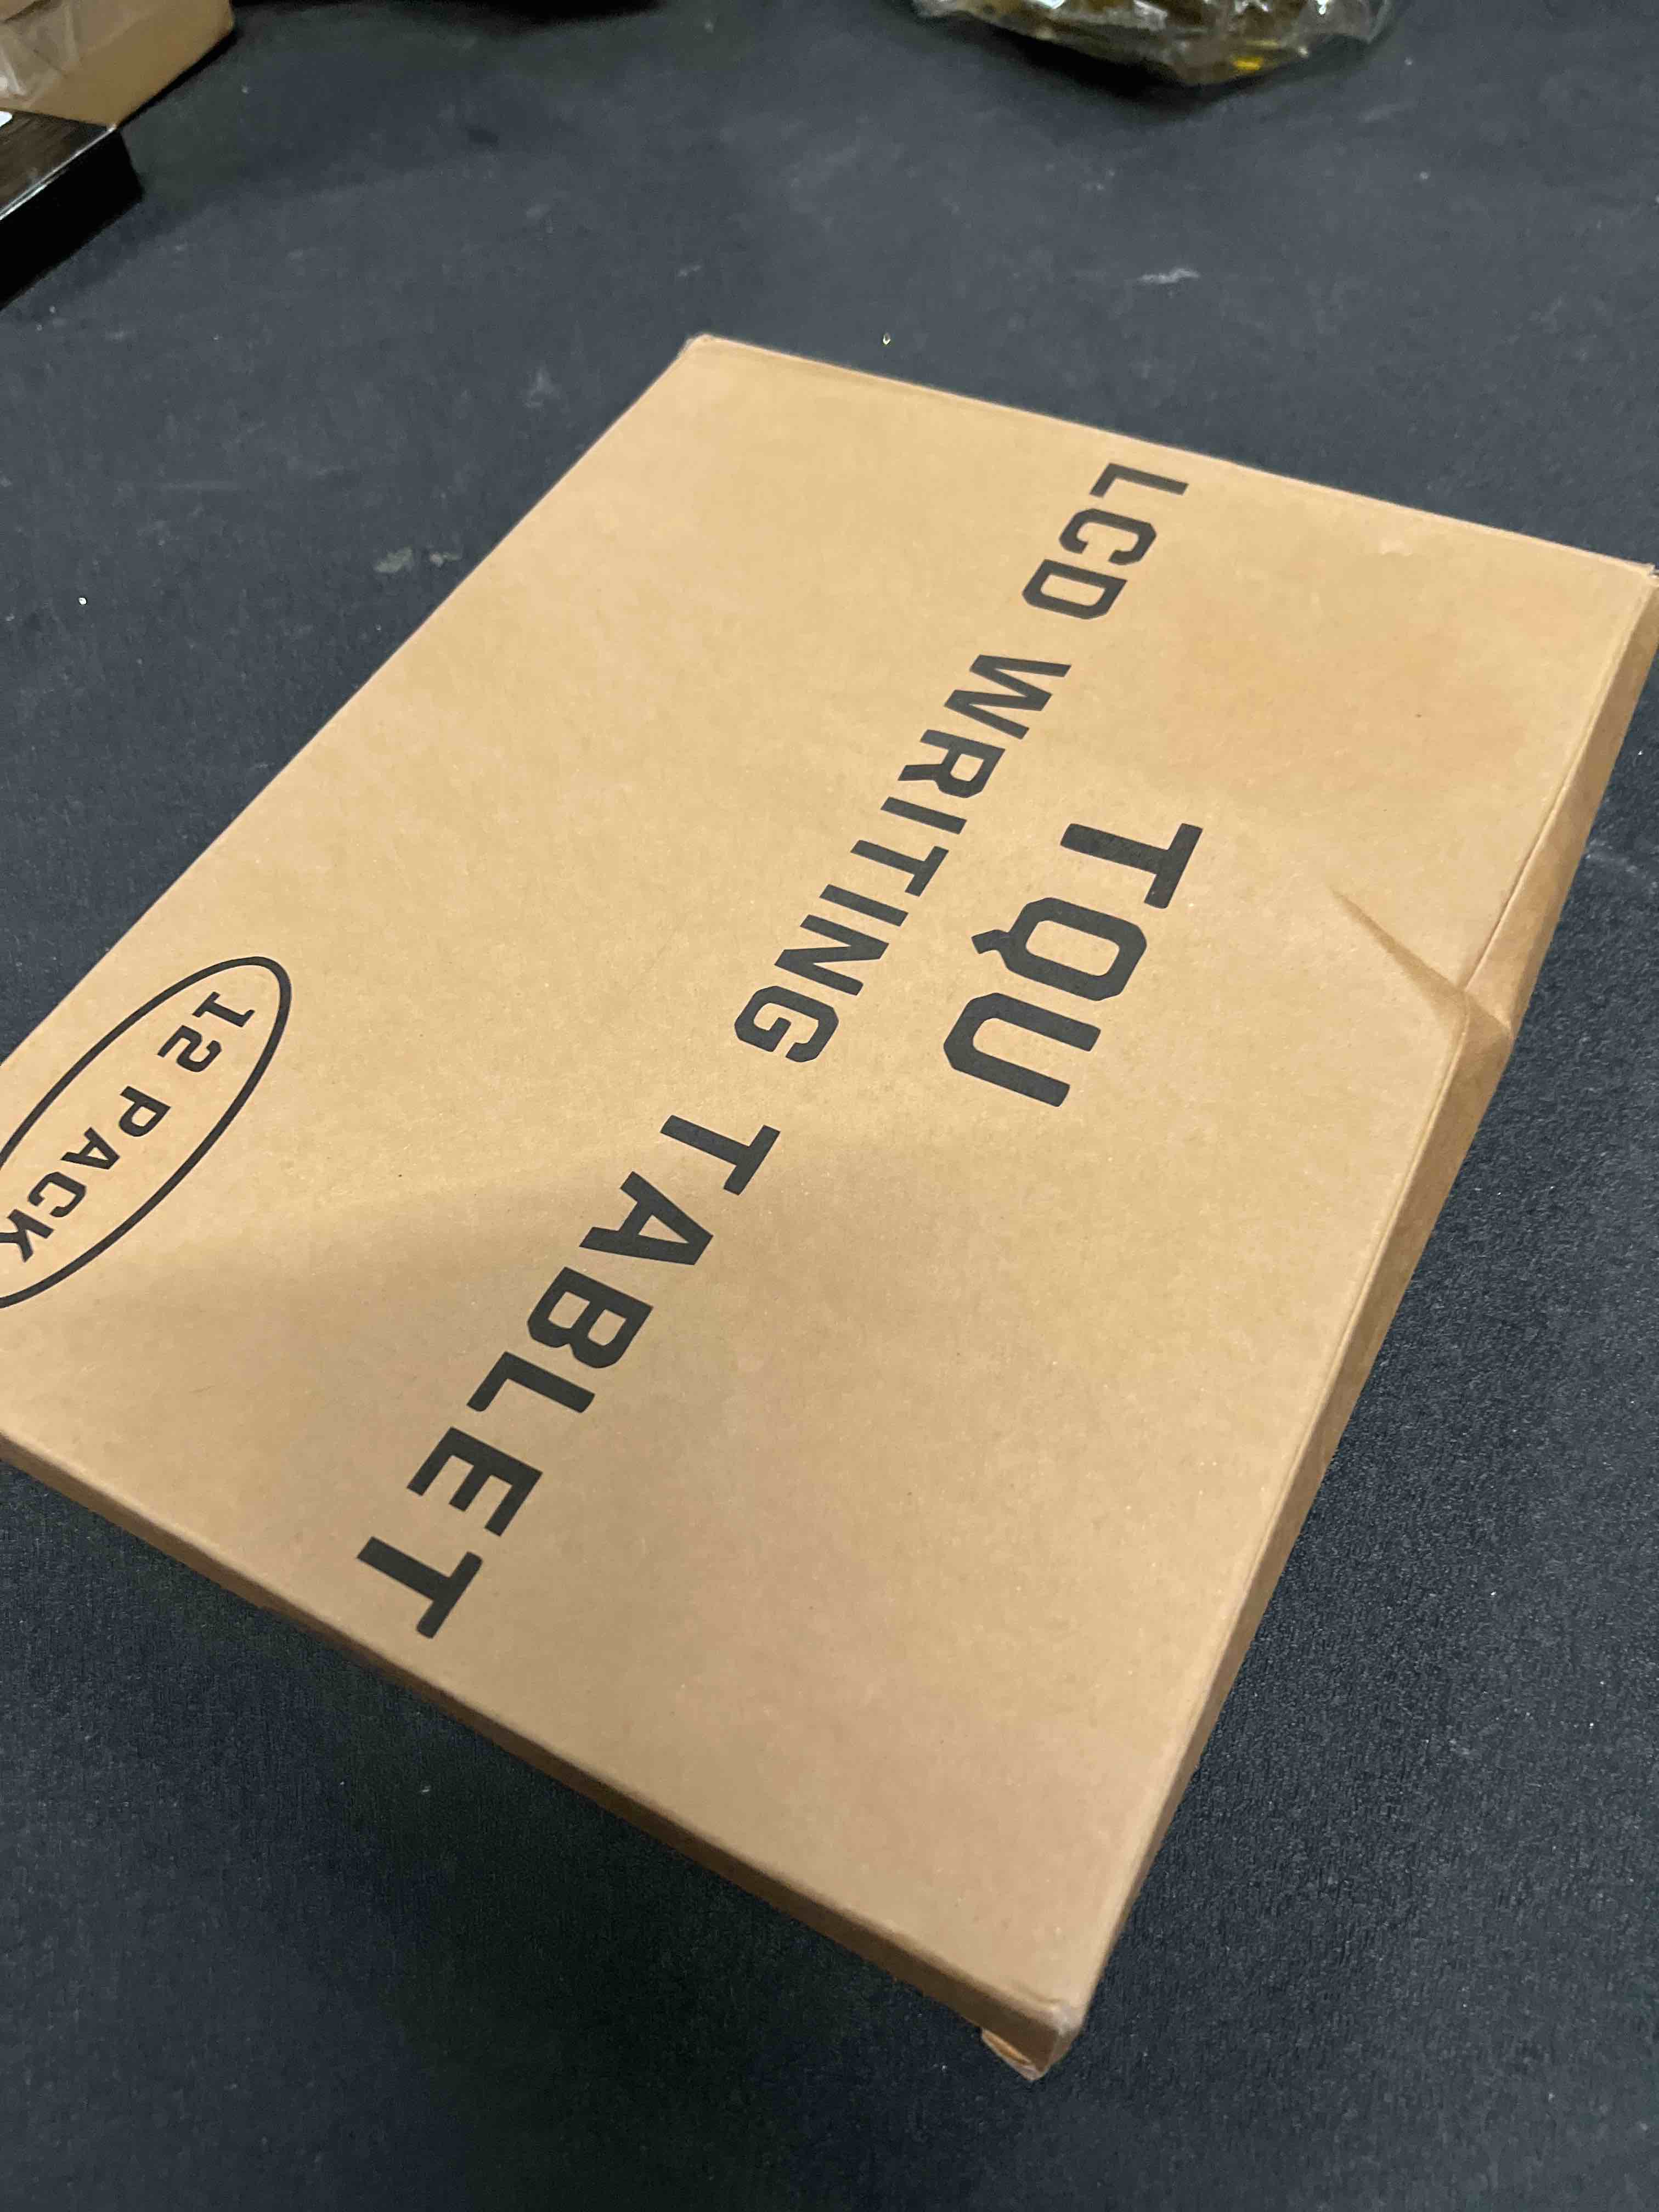 TQU
LCD WRITING TABLET
12 PACK